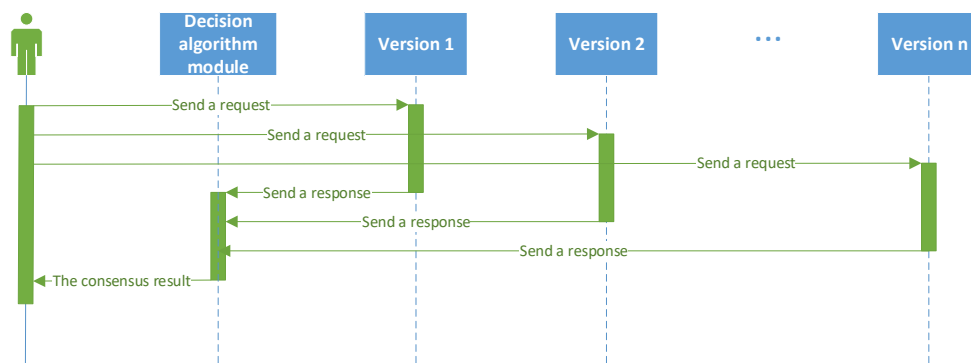 Decision
algorithm
module
Version 1
Version 2
...
Version n
Send a request
Send a request
Send a request
Send a response
Send a response
Send a response
The consensus result